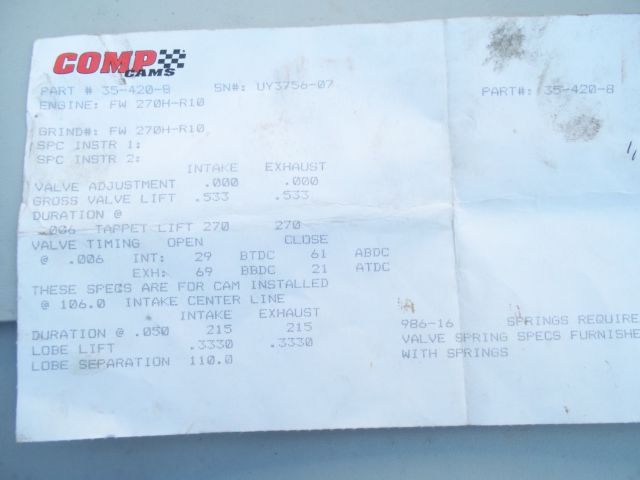 COMP
CAMS
PART # 35-420-8 SN#: UY3756-07 PART#: 35-420-8
ENGINE: FW 270H-R10
GRIND#: FW 270H-R10
SPC INSTR 1:
SPC INSTR 2:
INTAKE EXHAUST
VALVE ADJUSTMENT .000 .000
GROSS VALVE LIFT .533 .533
DURATION @
.006 TAPPET LIFT 270 270
VALVE TIMING OPEN CLOSE
@ .006 INT: 29 BTDC 61 ABDC
EXH: 69 BBDC 21 ATDC
THESE SPECS ARE FOR CAM INSTALLED
@ 106.0 INTAKE CENTER LINE
INTAKE EXHAUST
DURATION @ .050 215 215
LOBE LIFT .3330 .3330
LOBE SEPARATION 110.0
986-16 SPRINGS REQUIRE
VALVE SPRING SPECS FURNISHE
WITH SPRINGS